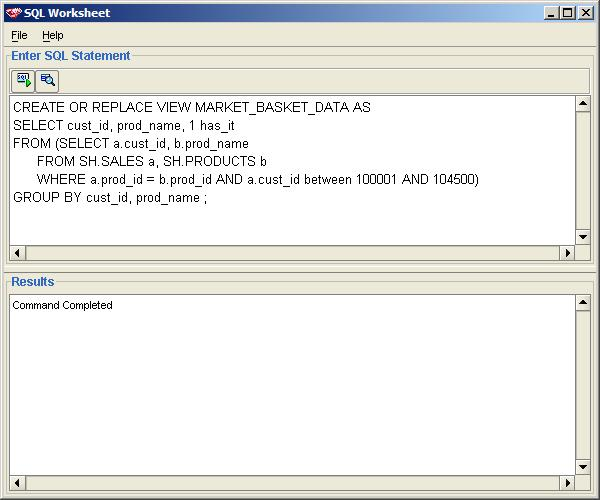 SQL Worksheet
File Help
Enter SQL Statement
SQL
CREATE OR REPLACE VIEW MARKET_BASKET_DATA AS
SELECT cust_id, prod_name, 1 has_it
FROM (SELECT a.cust_id, b.prod_name
FROM SH.SALES a, SH.PRODUCTS b
WHERE a.prod_id = b.prod_id AND a.cust_id between 100001 AND 104500)
GROUP BY cust_id, prod_name ;
Results
Command Completed